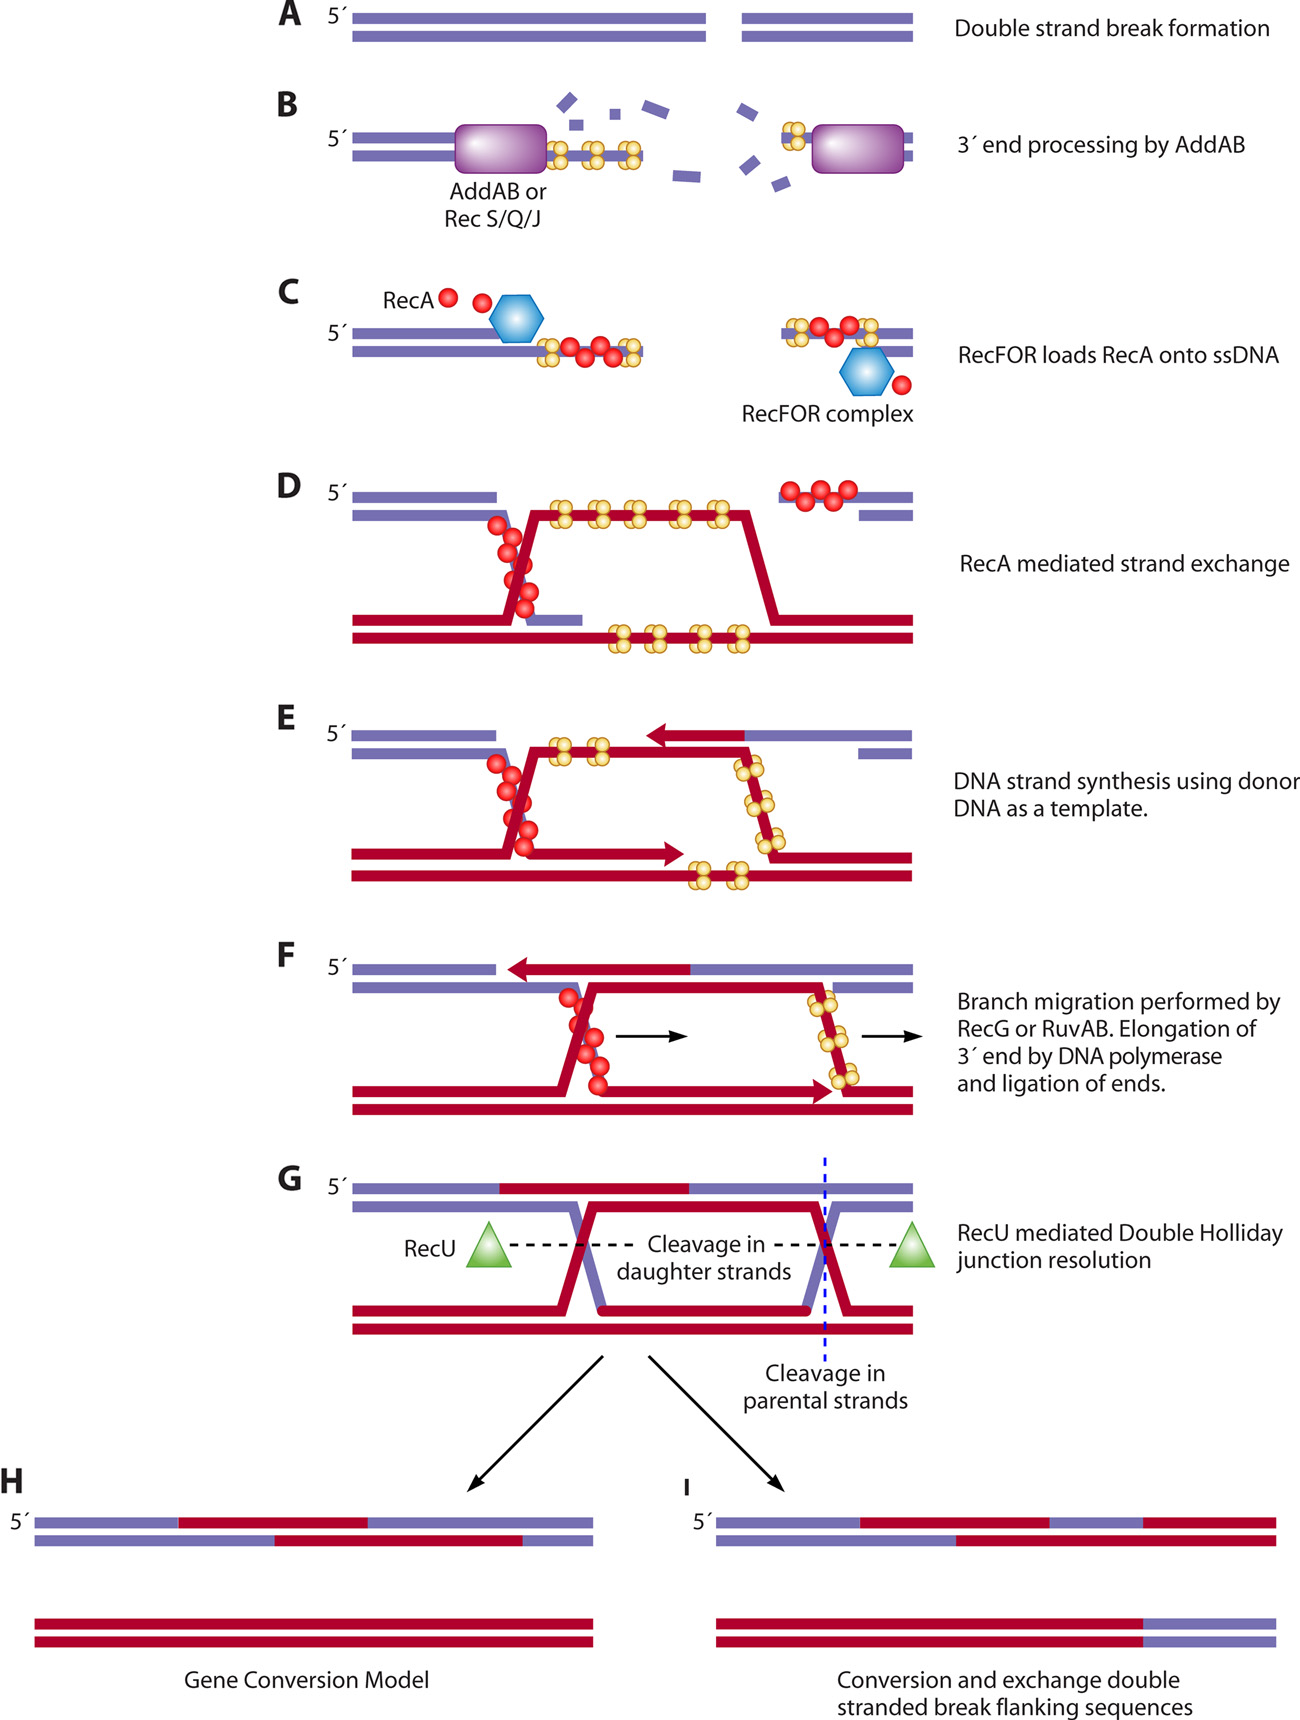 A
5´
Double strand break formation
B
5´
3´ end processing by AddAB
AddAB or
Rec S/Q/J
C
RecA
5´
RecFOR loads RecA onto ssDNA
RecFOR complex
D
5´
RecA mediated strand exchange
E
5´
DNA strand synthesis using donor
DNA as a template.
F
5´
Branch migration performed by
RecG or RuvAB. Elongation of
3´ end by DNA polymerase
and ligation of ends.
G
5´
RecU
Cleavage in
daughter strands
RecU mediated Double Holliday
junction resolution
Cleavage in
parental strands
H
5´
Gene Conversion Model
I
5´
Conversion and exchange double
stranded break flanking sequences